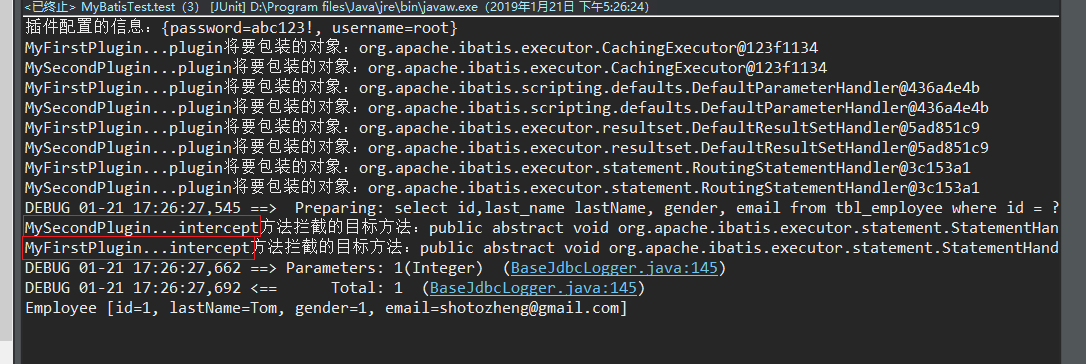 <已终止> MyBatisTest.test (3) [JUnit] D:\Program files\Java\jre\bin\javaw.exe (2019年1月21日 下午5:26:24)
插件配置的信息：{password=abc123!, username=root}
MyFirstPlugin...plugin将要包装的对象：org.apache.ibatis.executor.CachingExecutor@123f1134
MySecondPlugin...plugin将要包装的对象：org.apache.ibatis.executor.CachingExecutor@123f1134
MyFirstPlugin...plugin将要包装的对象：org.apache.ibatis.scripting.defaults.DefaultParameterHandler@436a4e4b
MySecondPlugin...plugin将要包装的对象：org.apache.ibatis.scripting.defaults.DefaultParameterHandler@436a4e4b
MyFirstPlugin...plugin将要包装的对象：org.apache.ibatis.executor.resultset.DefaultResultSetHandler@5ad851c9
MySecondPlugin...plugin将要包装的对象：org.apache.ibatis.executor.resultset.DefaultResultSetHandler@5ad851c9
MyFirstPlugin...plugin将要包装的对象：org.apache.ibatis.executor.statement.RoutingStatementHandler@3c153a1
MySecondPlugin...plugin将要包装的对象：org.apache.ibatis.executor.statement.RoutingStatementHandler@3c153a1
DEBUG 01-21 17:26:27,545 ==>  Preparing: select id,last_name lastName, gender, email from tbl_employee where id = ?
MySecondPlugin...intercept方法拦截的目标方法：public abstract void org.apache.ibatis.executor.statement.StatementHan
MyFirstPlugin...intercept方法拦截的目标方法：public abstract void org.apache.ibatis.executor.statement.StatementHand
DEBUG 01-21 17:26:27,662 ==> Parameters: 1(Integer)  (BaseJdbcLogger.java:145)
DEBUG 01-21 17:26:27,692 <==      Total: 1  (BaseJdbcLogger.java:145)
Employee [id=1, lastName=Tom, gender=1, email=shotozheng@gmail.com]